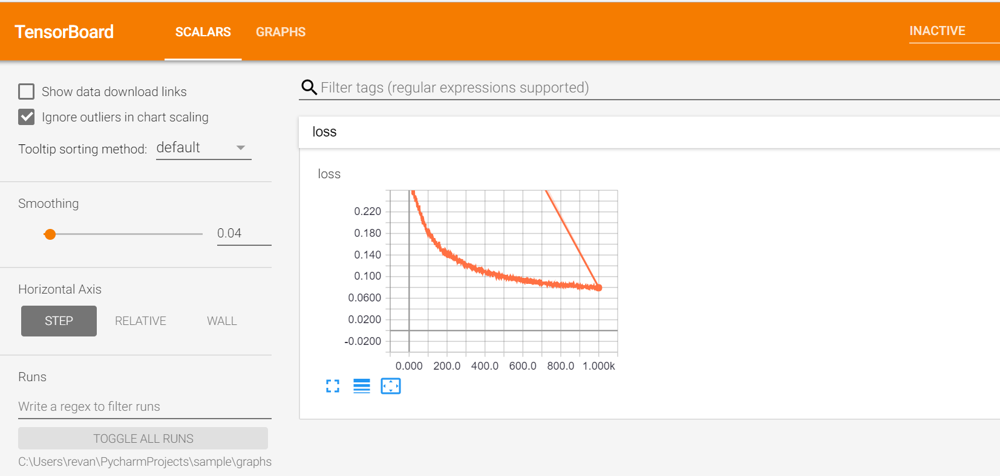 TensorBoard SCALARS GRAPHS INACTIVE
Show data download links
Ignore outliers in chart scaling
Tooltip sorting method: default
Smoothing
0.04
Horizontal Axis
STEP RELATIVE WALL
Runs
Write a regex to filter runs
TOGGLE ALL RUNS
C:\Users\revan\PycharmProjects\sample\graphs
Filter tags (regular expressions supported)
loss
loss
0.220
0.180
0.140
0.100
0.0600
0.0200
-0.0200
0.000 200.0 400.0 600.0 800.0 1.000k